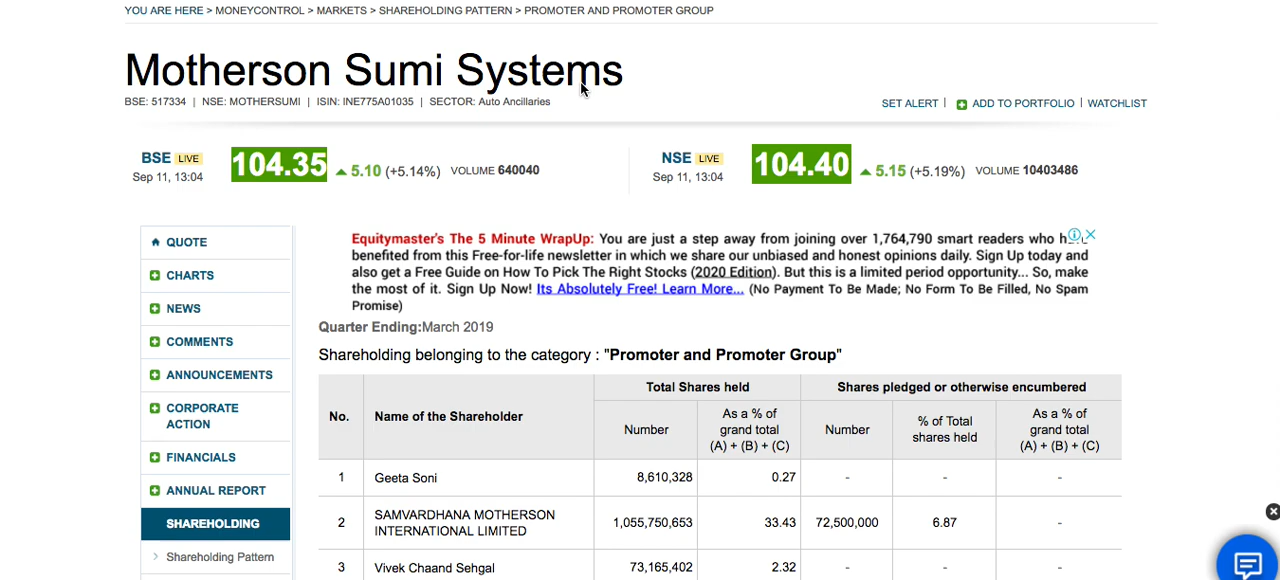 YOU ARE HERE > MONEYCONTROL > MARKETS > SHAREHOLDING PATTERN > PROMOTER AND PROMOTER GROUP
Motherson Sumi Systems
BSE: 517334 | NSE: MOTHERSUMI | ISIN: INE775A01035 | SECTOR: Auto Ancillaries
SET ALERT | ADD TO PORTFOLIO | WATCHLIST
BSE LIVE 104.35 5.10 (+5.14%) VOLUME 640040
Sep 11, 13:04
NSE LIVE 104.40 5.15 (+5.19%) VOLUME 10403486
Sep 11, 13:04
QUOTE
CHARTS
NEWS
COMMENTS
ANNOUNCEMENTS
CORPORATE
ACTION
FINANCIALS
ANNUAL REPORT
SHAREHOLDING
Shareholding Pattern
Equitymaster's The 5 Minute WrapUp: You are just a step away from joining over 1,764,790 smart readers who
benefited from this Free-for-life newsletter in which we share our unbiased and honest opinions daily. Sign Up today and
also get a Free Guide on How To Pick The Right Stocks (2020 Edition). But this is a limited period opportunity... So, make
the most of it. Sign Up Now! Its Absolutely Free! Learn More... (No Payment To Be Made; No Form To Be Filled, No Spam
Promise)
Quarter Ending:March 2019
Shareholding belonging to the category : "Promoter and Promoter Group"
Total Shares held Shares pledged or otherwise encumbered
No. Name of the Shareholder
Number
As a % of
grand total
(A) + (B) + (C)
Number
% of Total
shares held
As a % of
grand total
(A) + (B) + (C)
1 Geeta Soni 8,610,328 0.27 - - -
2 SAMVARDHANA MOTHERSON
INTERNATIONAL LIMITED 1,055,750,653 33.43 72,500,000 6.87 -
3 Vivek Chaand Sehgal 73,165,402 2.32 - - -